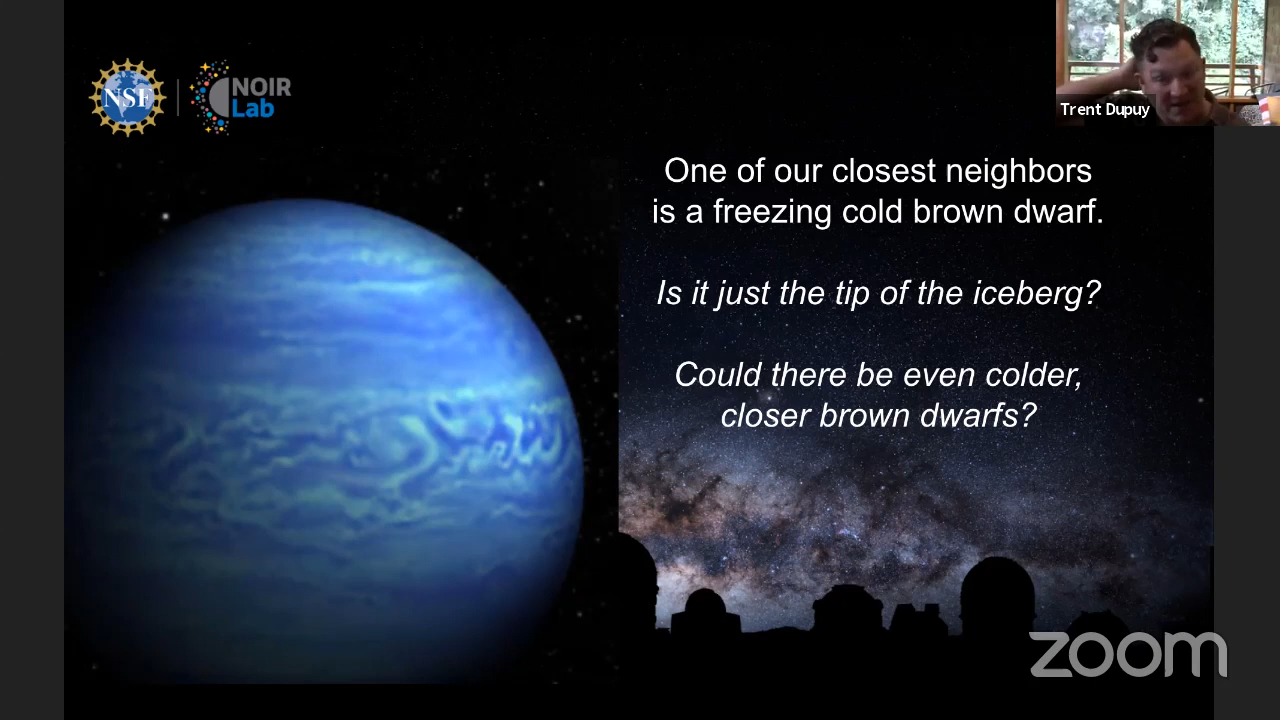 NSF
NOIR
Lab
Trent Dupuy
One of our closest neighbors
is a freezing cold brown dwarf.
Is it just the tip of the iceberg?
Could there be even colder,
closer brown dwarfs?
zoom